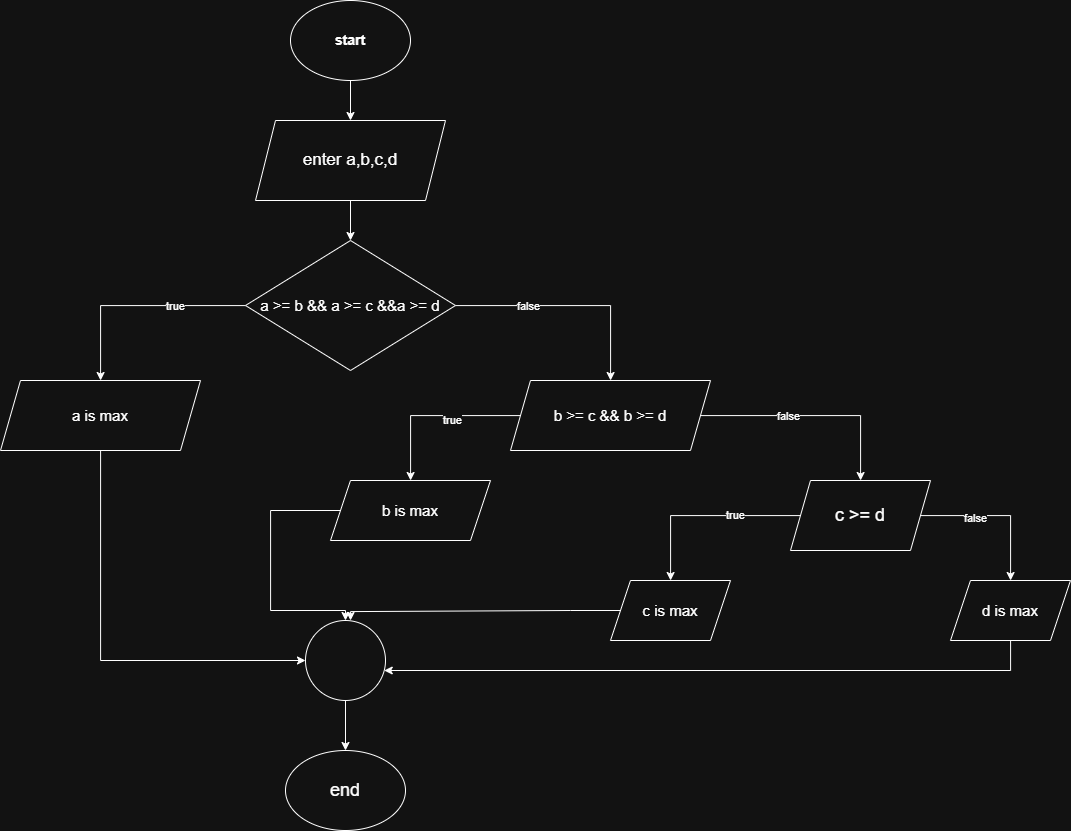 start
enter a,b,c,d
a >= b && a >= c &&a >= d
true
false
a is max
b >= c && b >= d
true
false
b is max
c >= d
true
false
c is max
d is max
end